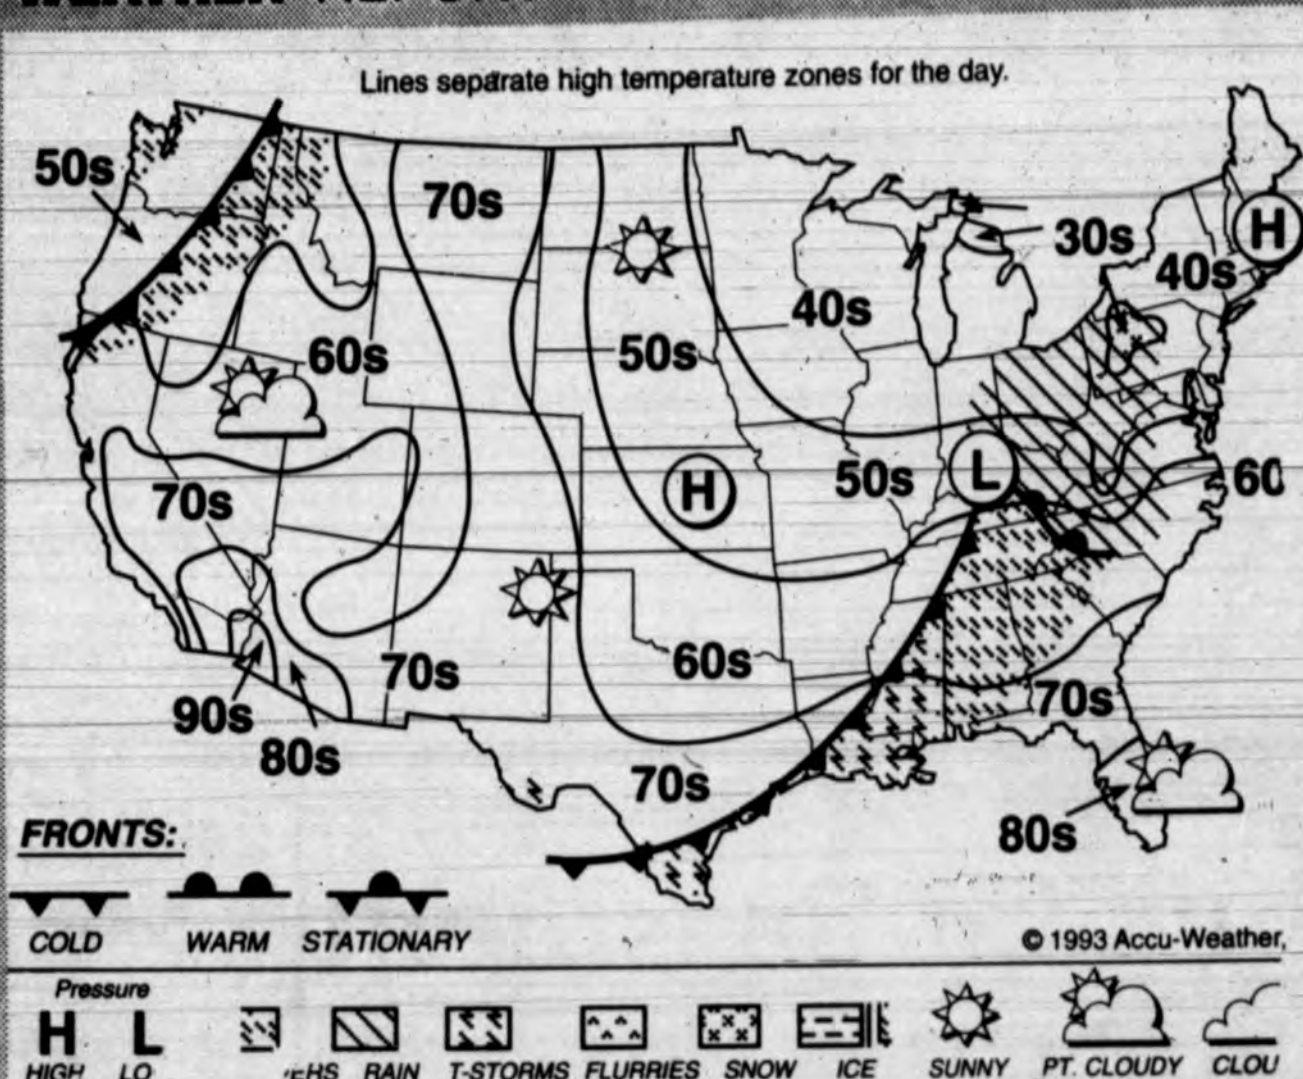 Lines separate high temperature zones for the day.
50s
70s
30s
H
40s
40s
60s
50s
70s
50s
H
L
60
70s
60s
90s
80s
70s
70s
80s
FRONTS:
COLD WARM STATIONARY
© 1993 Accu-Weather,
Pressure
H L
HIGH LO RAIN T-STORMS FLURRIES SNOW ICE SUNNY PT. CLOUDY CLOU